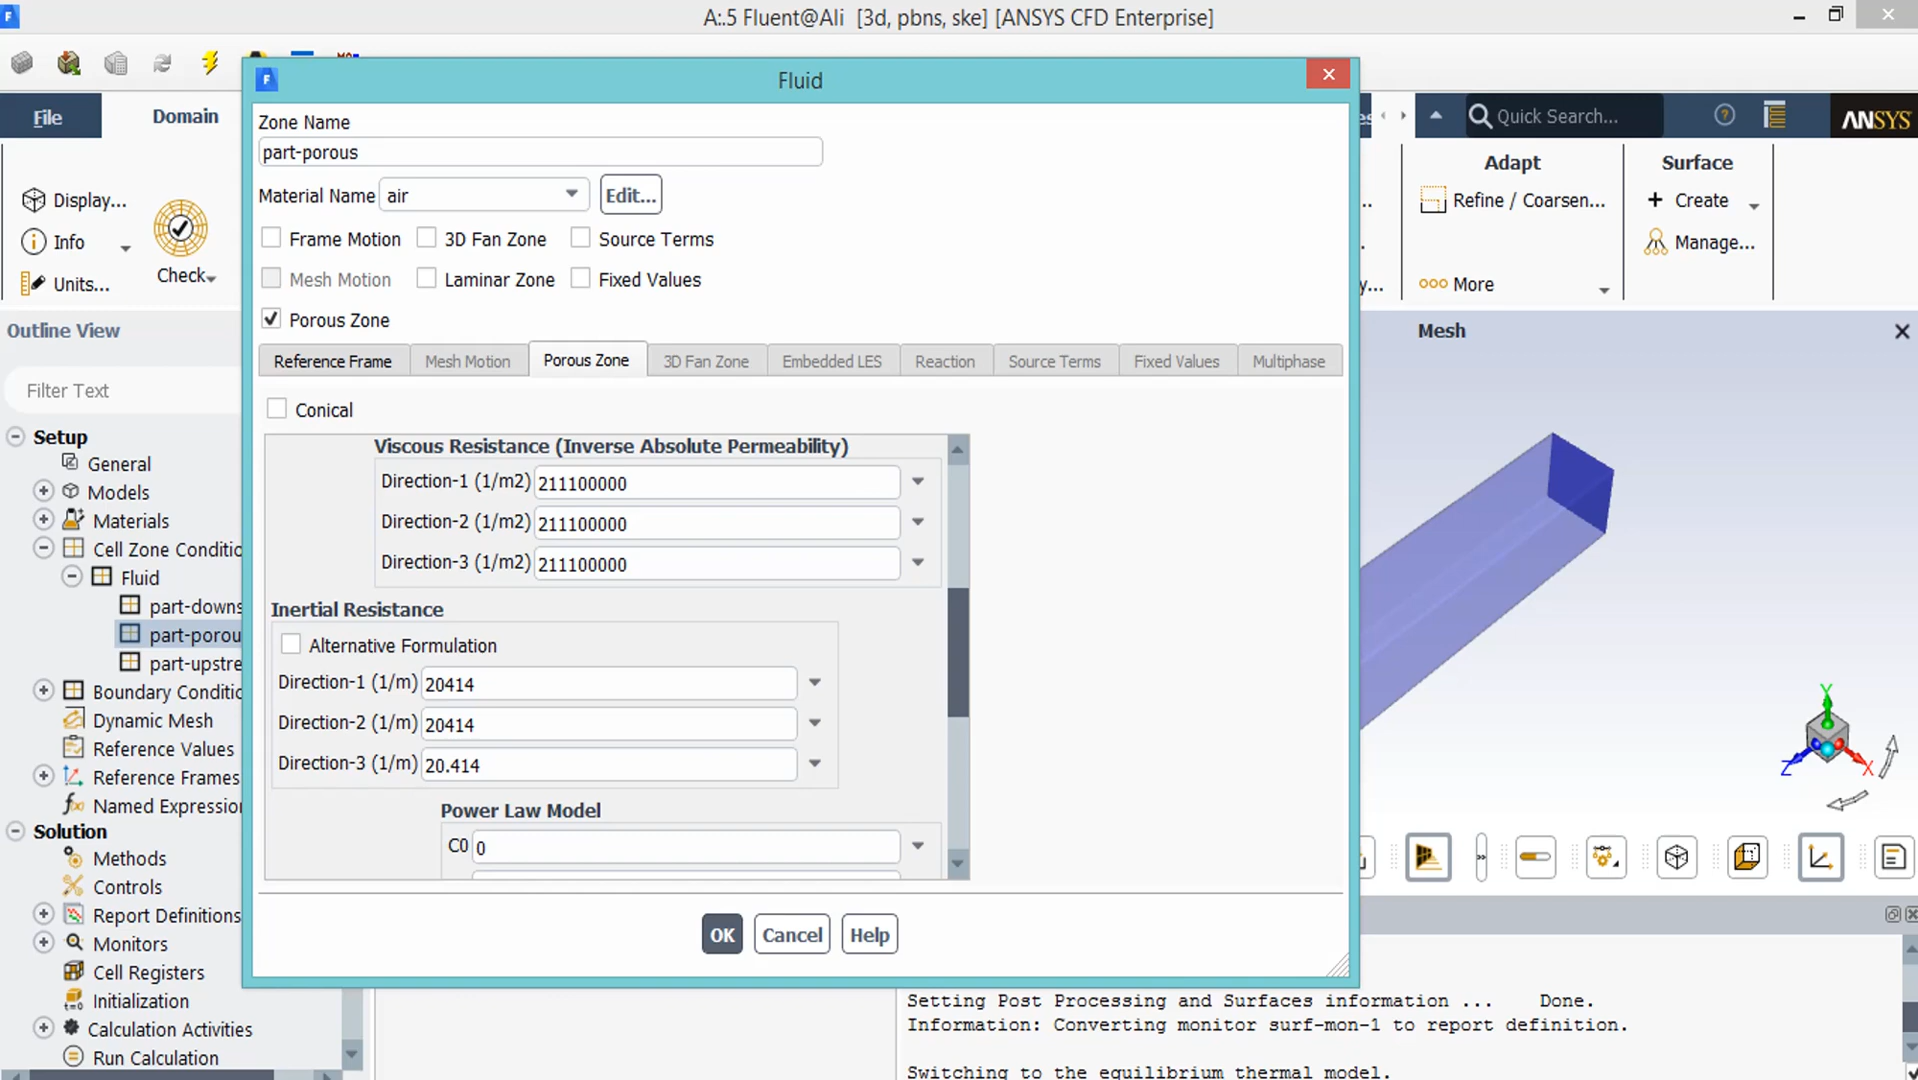 A:.5 Fluent@Ali [3d, pbns, ske] [ANSYS CFD Enterprise]
File
Domain
Quick Search...
ANSYS
Display...
Info
Units...
Check
Adapt
Refine / Coarsen...
More
Surface
Create
Manage...
Outline View
Filter Text
Setup
General
Models
Materials
Cell Zone Conditio
Fluid
part-downs
part-porou
part-upstre
Boundary Conditio
Dynamic Mesh
Reference Values
Reference Frames
Named Expression
Solution
Methods
Controls
Report Definitions
Monitors
Cell Registers
Initialization
Calculation Activities
Run Calculation
Fluid
Zone Name
part-porous
Material Name air Edit...
Frame Motion 3D Fan Zone Source Terms
Mesh Motion Laminar Zone Fixed Values
Porous Zone
Reference Frame Mesh Motion Porous Zone 3D Fan Zone Embedded LES Reaction Source Terms Fixed Values Multiphase
Conical
Viscous Resistance (Inverse Absolute Permeability)
Direction-1 (1/m2) 211100000
Direction-2 (1/m2) 211100000
Direction-3 (1/m2) 211100000
Inertial Resistance
Alternative Formulation
Direction-1 (1/m) 20414
Direction-2 (1/m) 20414
Direction-3 (1/m) 20.414
Power Law Model
C0 0
OK Cancel Help
Mesh
Y
Z
X
Setting Post Processing and Surfaces information ... Done.
Information: Converting monitor surf-mon-1 to report definition.
Switching to the equilibrium thermal model.